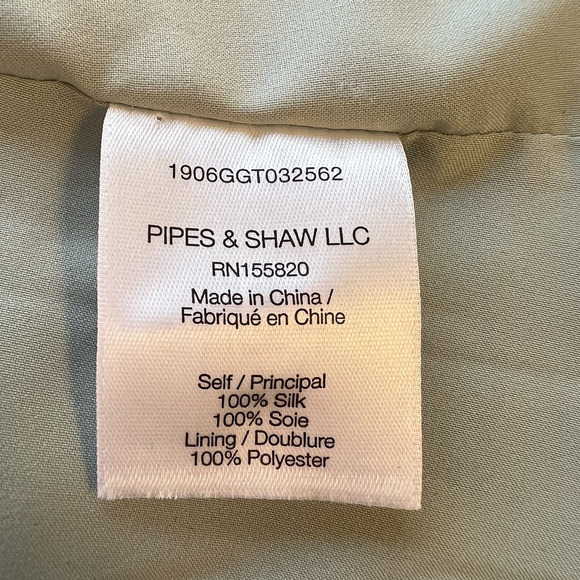 1906GGT032562
PIPES & SHAW LLC
RN155820
Made in China /
Fabriqué en Chine
Self / Principal
100% Silk
100% Soie
Lining / Doublure
100% Polyester